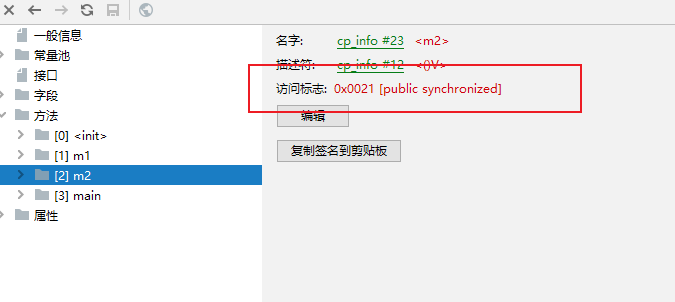 一般信息
常量池
接口
字段
方法
[0] <init>
[1] m1
[2] m2
[3] main
属性
名字: cp_info #23 <m2>
描述符: cp_info #12 <()V>
访问标志: 0x0021 [public synchronized]
编辑
复制签名到剪贴板